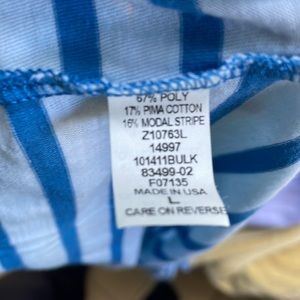 67% POLY
17% PIMA COTTON
16% MODAL STRIPE
Z10763L
14997
101411BULK
83499-02
F07135
MADE IN USA
L
CARE ON REVERSE